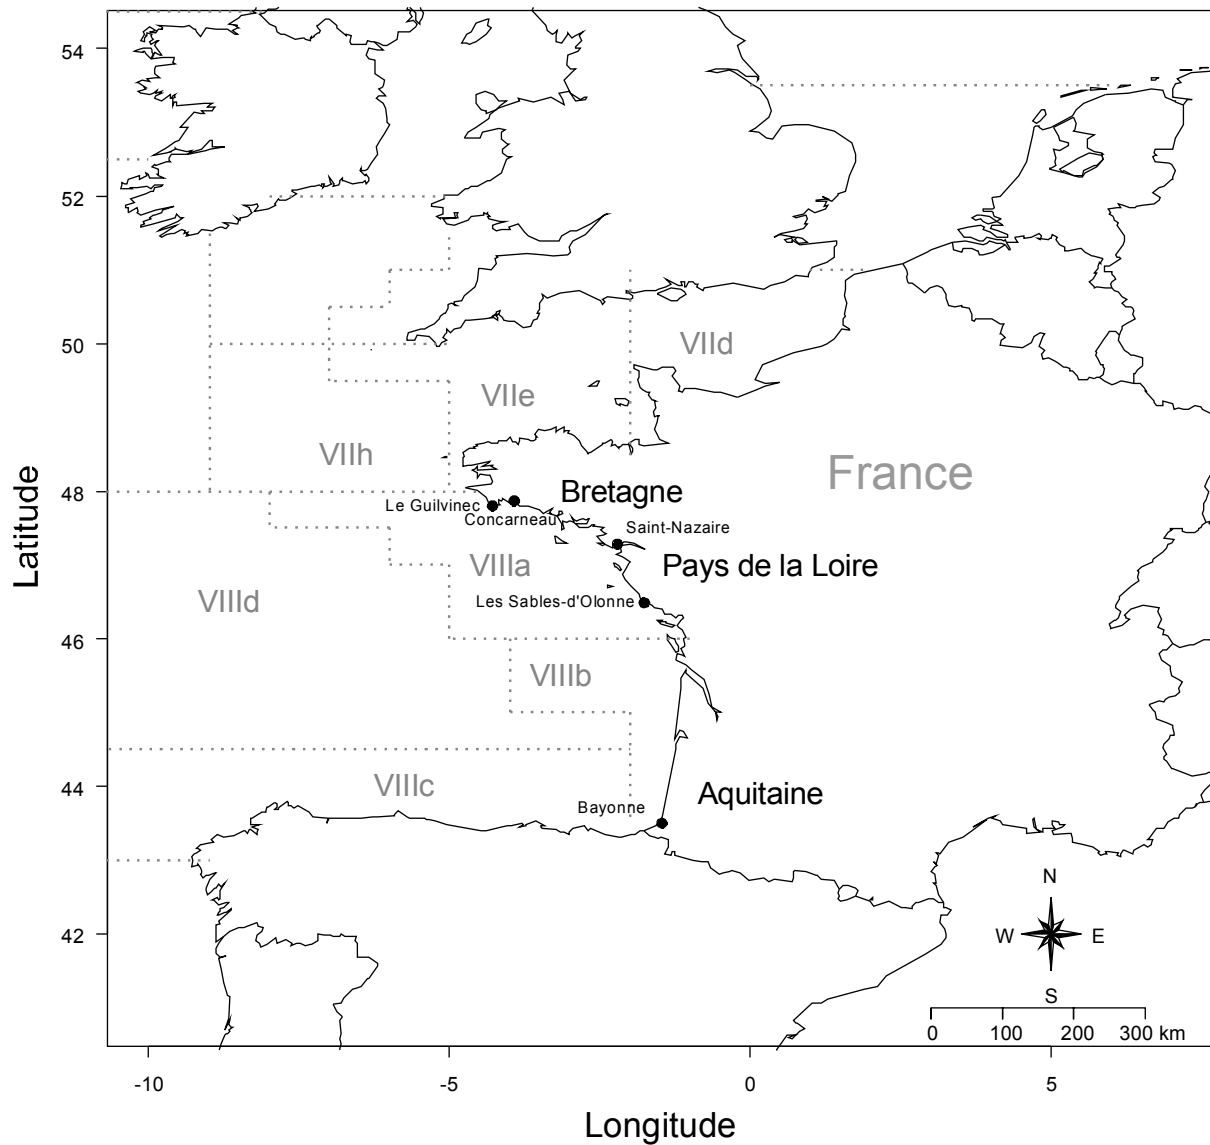 54
52
50
48
46
44
42
Latitude
VIId
VIIe
VIIh
France
Bretagne
Le Guilvinec
Concarneau
Saint-Nazaire
VIIIa
Pays de la Loire
VIIId
Les Sables-d'Olonne
VIIIb
VIIIc
Aquitaine
Bayonne
N
W E
S
0 100 200 300 km
-10 -5 0 5
Longitude